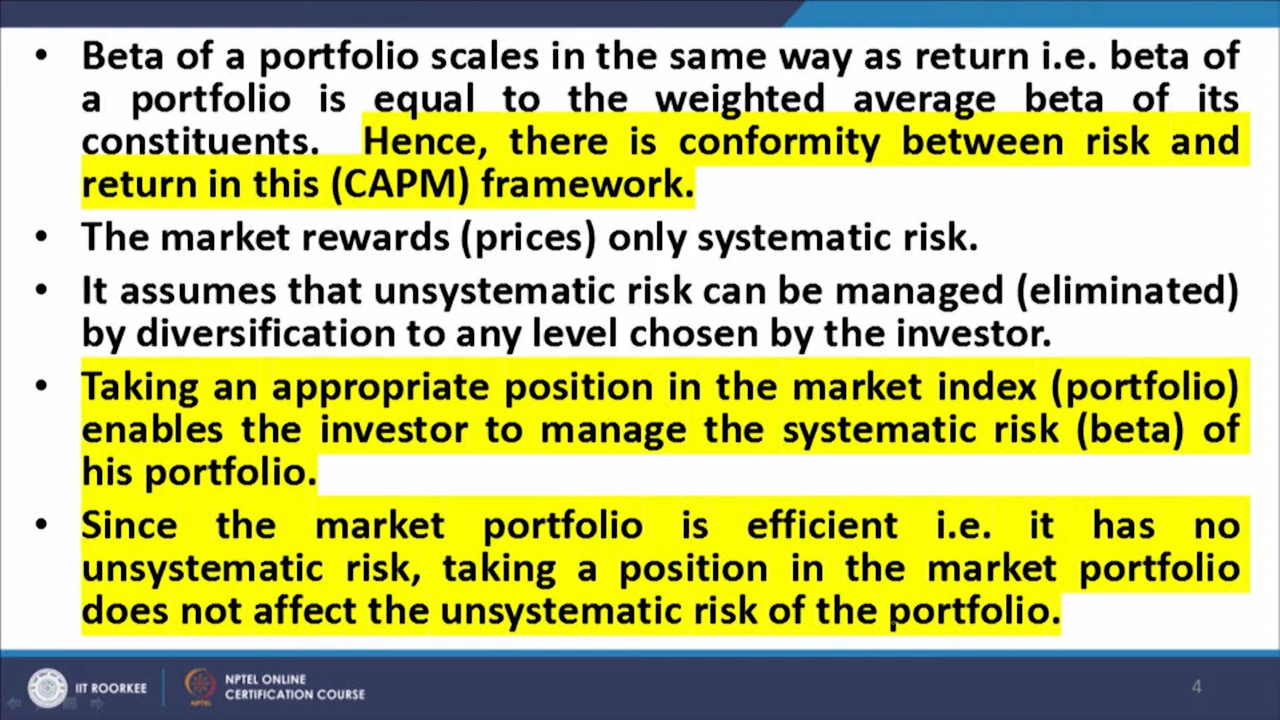 • Beta of a portfolio scales in the same way as return i.e. beta of
a portfolio is equal to the weighted average beta of its
constituents. Hence, there is conformity between risk and
return in this (CAPM) framework.
• The market rewards (prices) only systematic risk.
• It assumes that unsystematic risk can be managed (eliminated)
by diversification to any level chosen by the investor.
• Taking an appropriate position in the market index (portfolio)
enables the investor to manage the systematic risk (beta) of
his portfolio.
• Since the market portfolio is efficient i.e. it has no
unsystematic risk, taking a position in the market portfolio
does not affect the unsystematic risk of the portfolio.
IIT ROORKEE
NPTEL
NPTEL ONLINE
CERTIFICATION COURSE
4